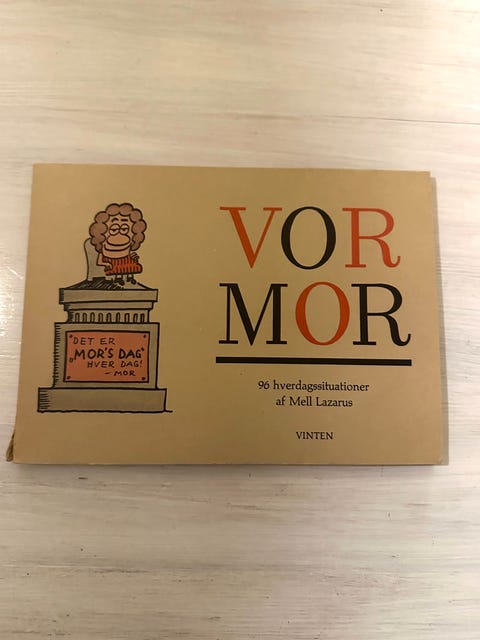 "DET ER
"MOR'S DAG"
HVER DAG!
- MOR
VOR
MOR
96 hverdagssituationer
af Mell Lazarus
VINTEN